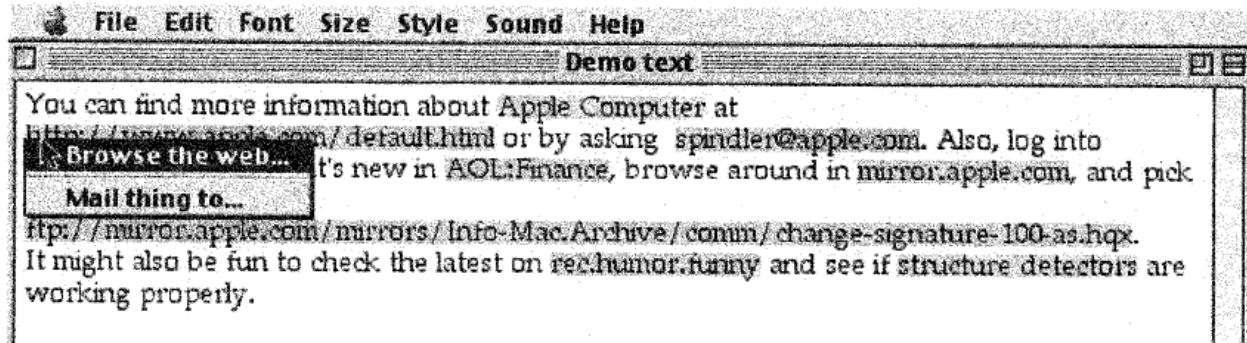 File Edit Font Size Style Sound Help
Demo text
You can find more information about Apple Computer at
http://www.apple.com/default.html or by asking spindler@apple.com. Also, log into
Browse the web...
t's new in AOL:Finance, browse around in mirror.apple.com, and pick
Mail thing to...
ftp://mirror.apple.com/mirrors/Info-Mac.Archive/comm/change-signature-100-as.hqx.
It might also be fun to check the latest on rec.humor.funny and see if structure detectors are
working properly.